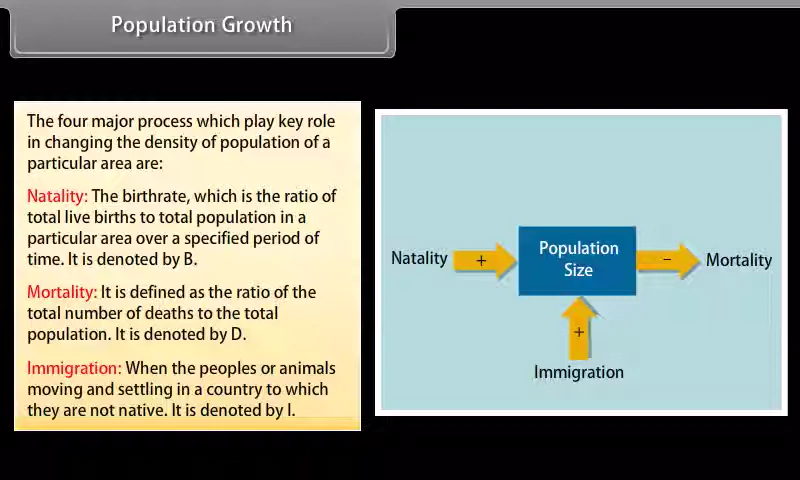 Population Growth
The four major process which play key role
in changing the density of population of a
particular area are:
Natality: The birthrate, which is the ratio of
total live births to total population in a
particular area over a specified period of
time. It is denoted by B.
Mortality: It is defined as the ratio of the
total number of deaths to the total
population. It is denoted by D.
Immigration: When the peoples or animals
moving and settling in a country to which
they are not native. It is denoted by I.
Natality
+
Population
Size
−
Mortality
+
Immigration